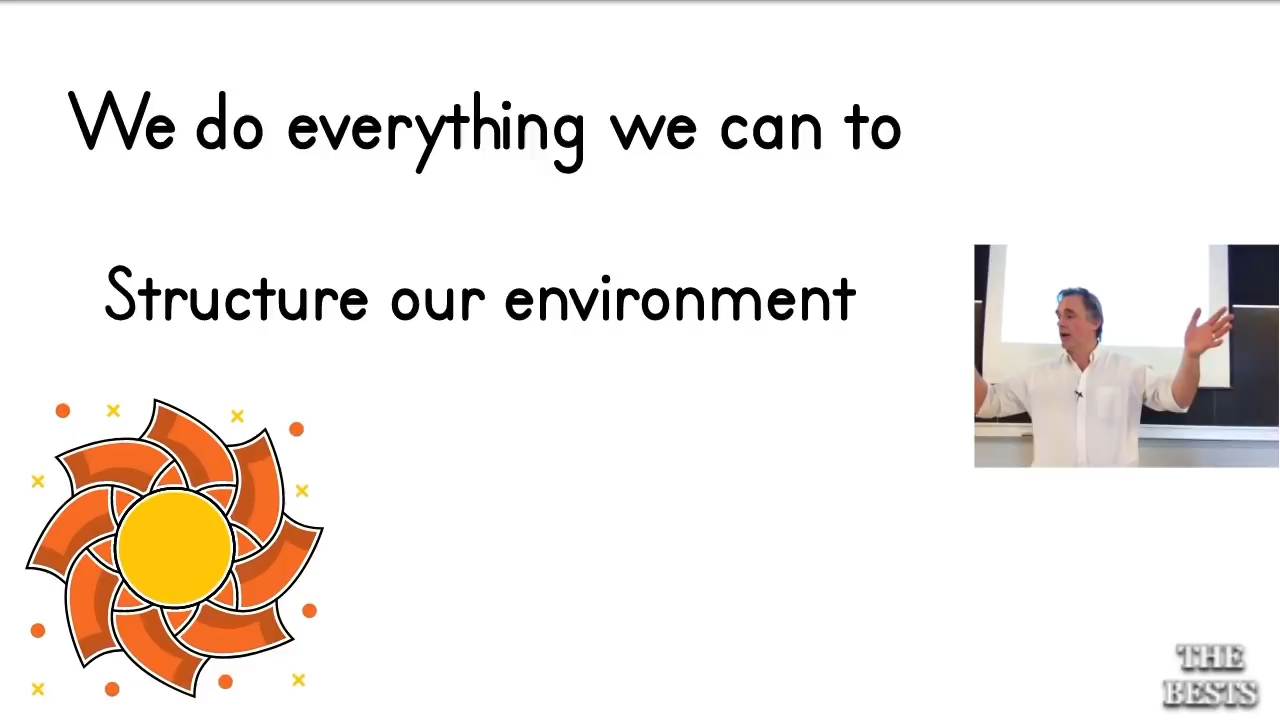 We do everything we can to
Structure our environment
THE
BESTS